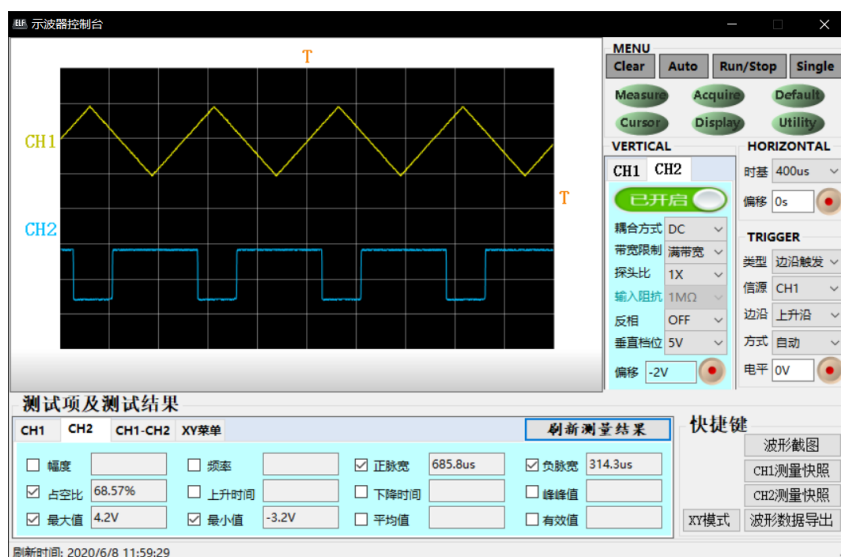 ELF 示波器控制台
T
CH1
CH2
T
MENU
Clear Auto Run/Stop Single
Measure Acquire Default
Cursor Display Utility
VERTICAL
CH1 CH2
已开启
耦合方式 DC
带宽限制 满带宽
探头比 1X
输入阻抗 1MΩ
反相 OFF
垂直档位 5V
偏移 -2V
HORIZONTAL
时基 400us
偏移 0s
TRIGGER
类型 边沿触发
信源 CH1
边沿 上升沿
方式 自动
电平 0V
测试项及测试结果
CH1 CH2 CH1-CH2 XY菜单 刷新测量结果
幅度 频率 正脉宽 685.8us 负脉宽 314.3us
占空比 68.57% 上升时间 下降时间 峰峰值
最大值 4.2V 最小值 -3.2V 平均值 有效值
快捷键
波形截图
CH1测量快照
CH2测量快照
XY模式 波形数据导出
刷新时间: 2020/6/8 11:59:29